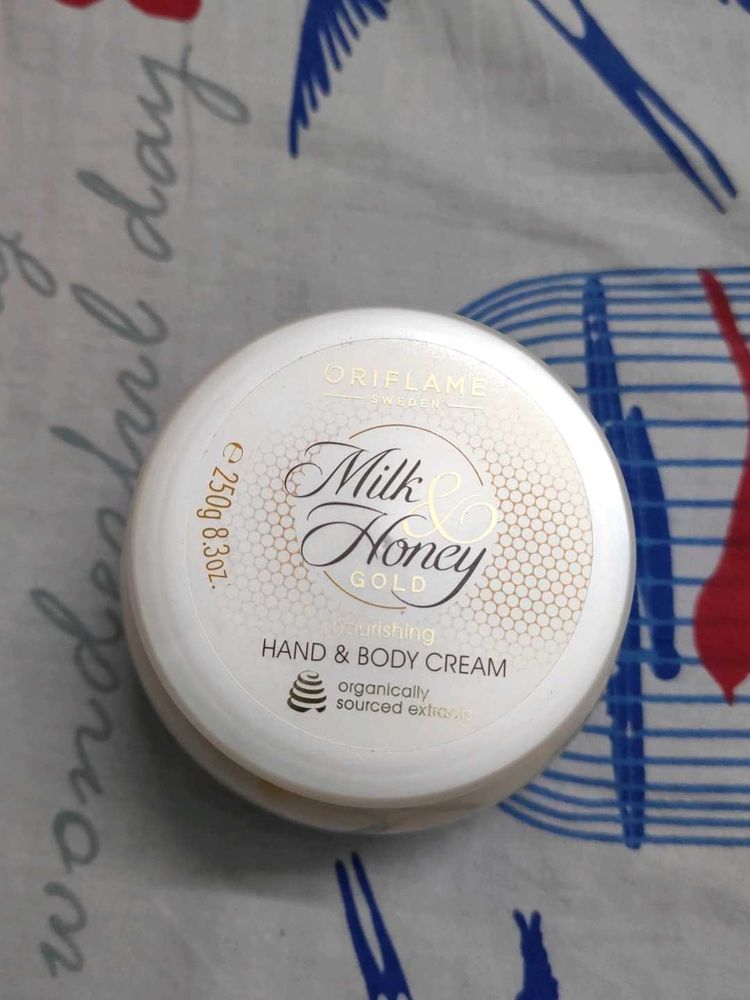 ORIFLAME
SWEDEN
Milk &
Honey
GOLD
nourishing
HAND & BODY CREAM
organically
sourced extracts
℮ 250g 8.3oz.
wonderful day